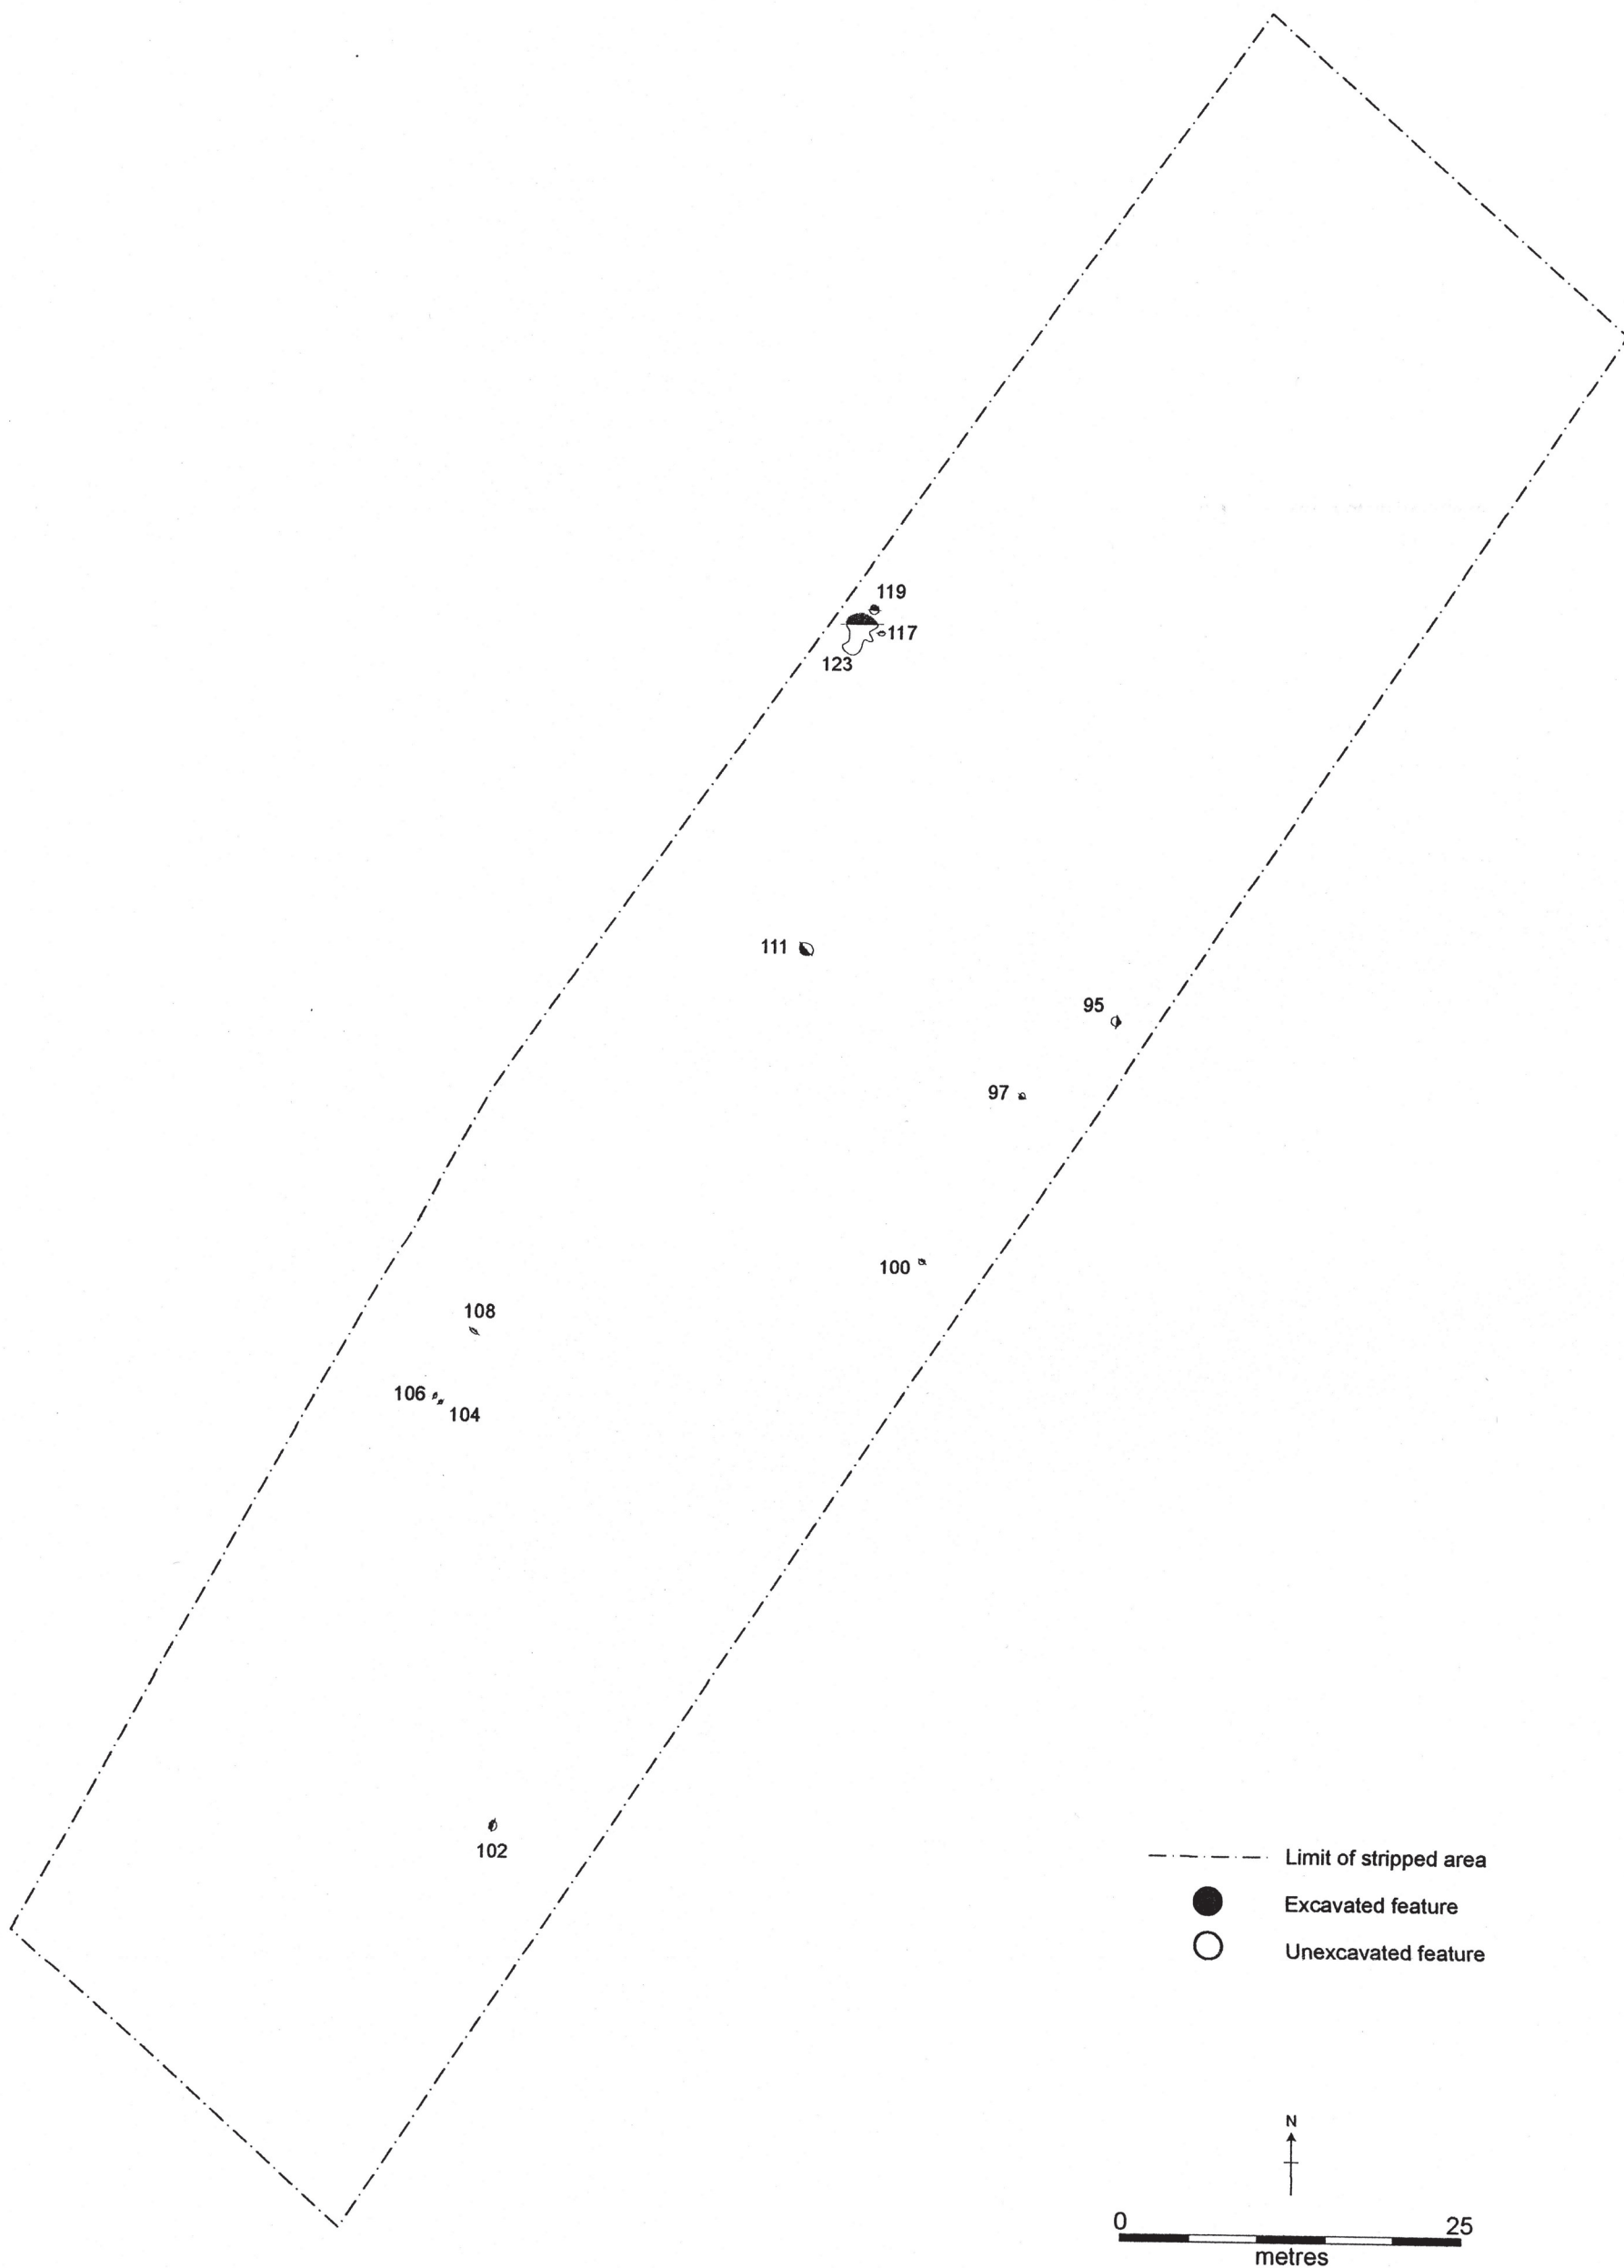 119
117
123
111
95
97
100
108
106
104
102
Limit of stripped area
Excavated feature
Unexcavated feature
N
0 25
metres